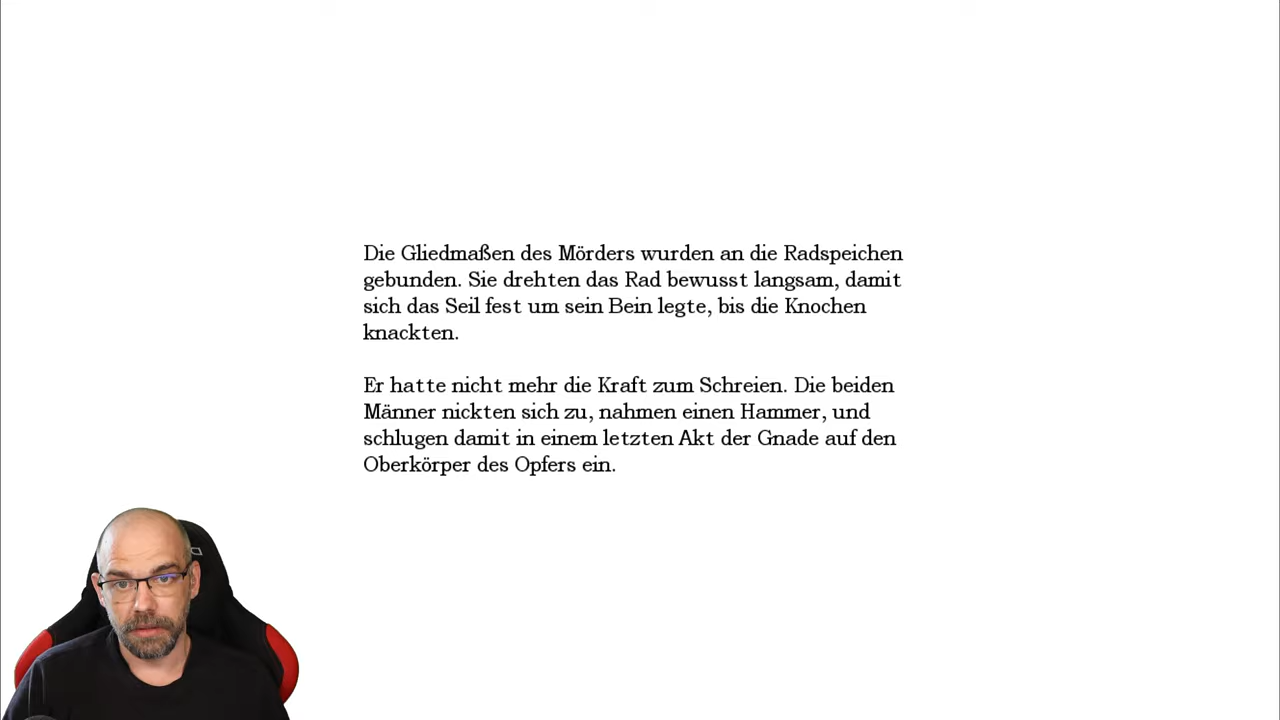 Die Gliedmaßen des Mörders wurden an die Radspeichen
gebunden. Sie drehten das Rad bewusst langsam, damit
sich das Seil fest um sein Bein legte, bis die Knochen
knackten.
Er hatte nicht mehr die Kraft zum Schreien. Die beiden
Männer nickten sich zu, nahmen einen Hammer, und
schlugen damit in einem letzten Akt der Gnade auf den
Oberkörper des Opfers ein.